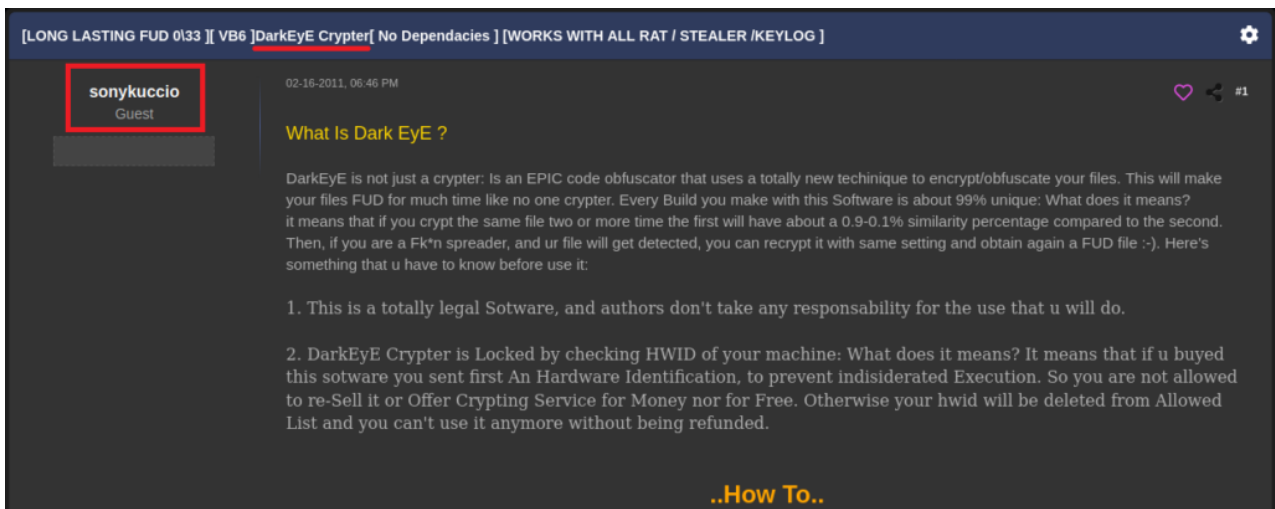 [LONG LASTING FUD 0\33 ][ VB6 ]DarkEyE Crypter[ No Dependacies ] [WORKS WITH ALL RAT / STEALER /KEYLOG ]
sonykuccio
Guest
02-16-2011, 06:46 PM
#1
What Is Dark EyE ?
DarkEyE is not just a crypter: Is an EPIC code obfuscator that uses a totally new techinique to encrypt/obfuscate your files. This will make
your files FUD for much time like no one crypter. Every Build you make with this Software is about 99% unique: What does it means?
it means that if you crypt the same file two or more time the first will have about a 0.9-0.1% similarity percentage compared to the second.
Then, if you are a Fk*n spreader, and ur file will get detected, you can recrypt it with same setting and obtain again a FUD file :-). Here's
something that u have to know before use it:
1. This is a totally legal Sotware, and authors don't take any responsability for the use that u will do.
2. DarkEyE Crypter is Locked by checking HWID of your machine: What does it means? It means that if u buyed
this sotware you sent first An Hardware Identification, to prevent indisiderated Execution. So you are not allowed
to re-Sell it or Offer Crypting Service for Money nor for Free. Otherwise your hwid will be deleted from Allowed
List and you can't use it anymore without being refunded.
..How To..